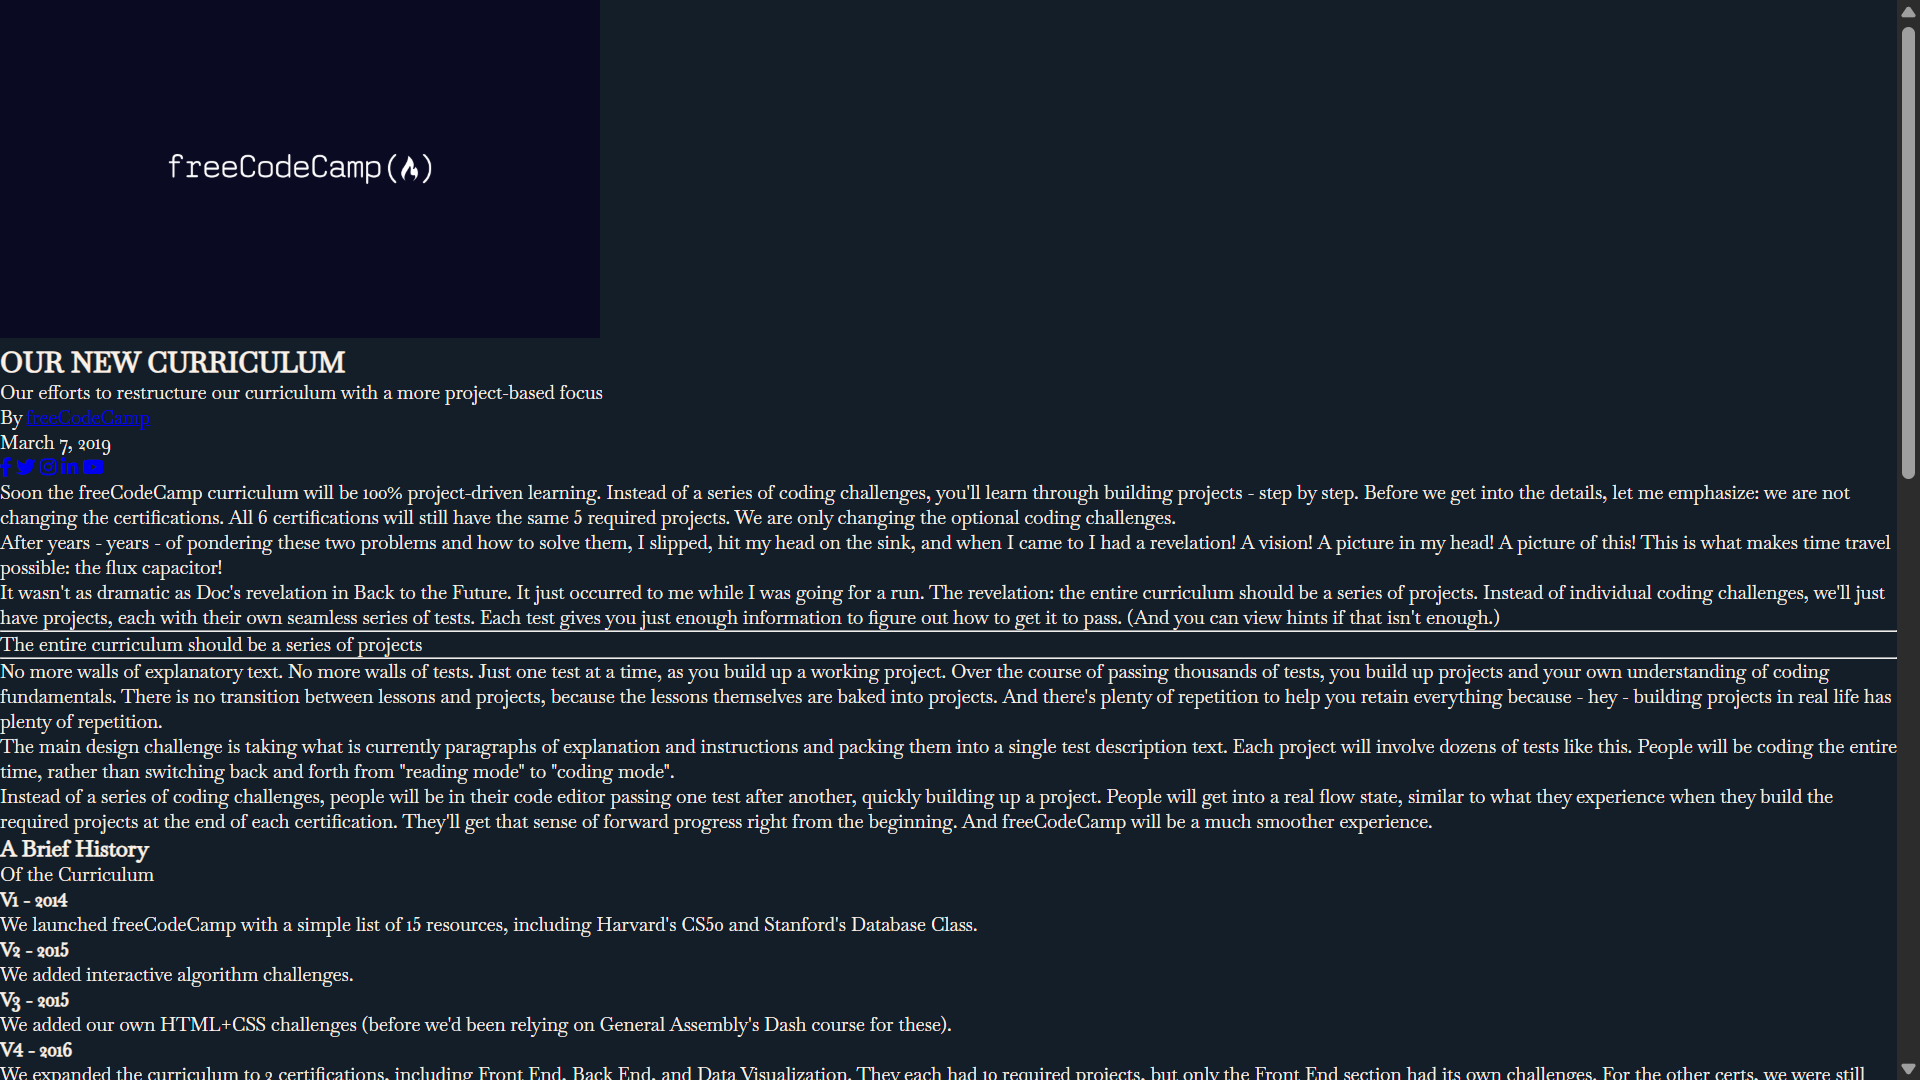 freeCodeCamp
OUR NEW CURRICULUM
Our efforts to restructure our curriculum with a more project-based focus
By freeCodeCamp
March 7, 2019
Soon the freeCodeCamp curriculum will be 100% project-driven learning. Instead of a series of coding challenges, you'll learn through building projects - step by step. Before we get into the details, let me emphasize: we are not
changing the certifications. All 6 certifications will still have the same 5 required projects. We are only changing the optional coding challenges.
After years - years - of pondering these two problems and how to solve them, I slipped, hit my head on the sink, and when I came to I had a revelation! A vision! A picture in my head! A picture of this! This is what makes time travel
possible: the flux capacitor!
It wasn't as dramatic as Doc's revelation in Back to the Future. It just occurred to me while I was going for a run. The revelation: the entire curriculum should be a series of projects. Instead of individual coding challenges, we'll just
have projects, each with their own seamless series of tests. Each test gives you just enough information to figure out how to get it to pass. (And you can view hints if that isn't enough.)
The entire curriculum should be a series of projects
No more walls of explanatory text. No more walls of tests. Just one test at a time, as you build up a working project. Over the course of passing thousands of tests, you build up projects and your own understanding of coding
fundamentals. There is no transition between lessons and projects, because the lessons themselves are baked into projects. And there's plenty of repetition to help you retain everything because - hey - building projects in real life has
plenty of repetition.
The main design challenge is taking what is currently paragraphs of explanation and instructions and packing them into a single test description text. Each project will involve dozens of tests like this. People will be coding the entire
time, rather than switching back and forth from "reading mode" to "coding mode".
Instead of a series of coding challenges, people will be in their code editor passing one test after another, quickly building up a project. People will get into a real flow state, similar to what they experience when they build the
required projects at the end of each certification. They'll get that sense of forward progress right from the beginning. And freeCodeCamp will be a much smoother experience.
A Brief History
Of the Curriculum
V1 - 2014
We launched freeCodeCamp with a simple list of 15 resources, including Harvard's CS50 and Stanford's Database Class.
V2 - 2015
We added interactive algorithm challenges.
V3 - 2015
We added our own HTML+CSS challenges (before we'd been relying on General Assembly's Dash course for these).
V4 - 2016
We expanded the curriculum to 3 certifications, including Front End, Back End, and Data Visualization. They each had 10 required projects, but only the Front End section had its own challenges. For the other certs, we were still